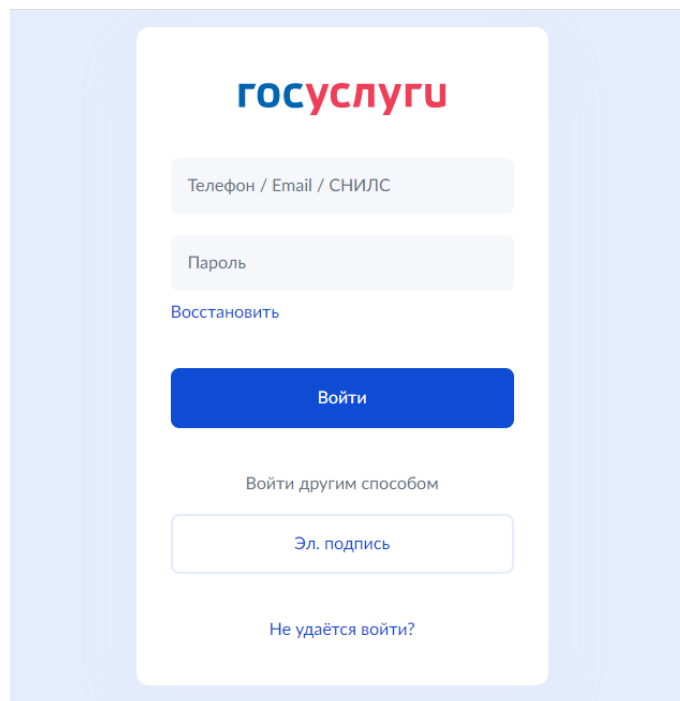 госуслуги
Телефон / Email / СНИЛС
Пароль
Восстановить
Войти
Войти другим способом
Эл. подпись
Не удаётся войти?